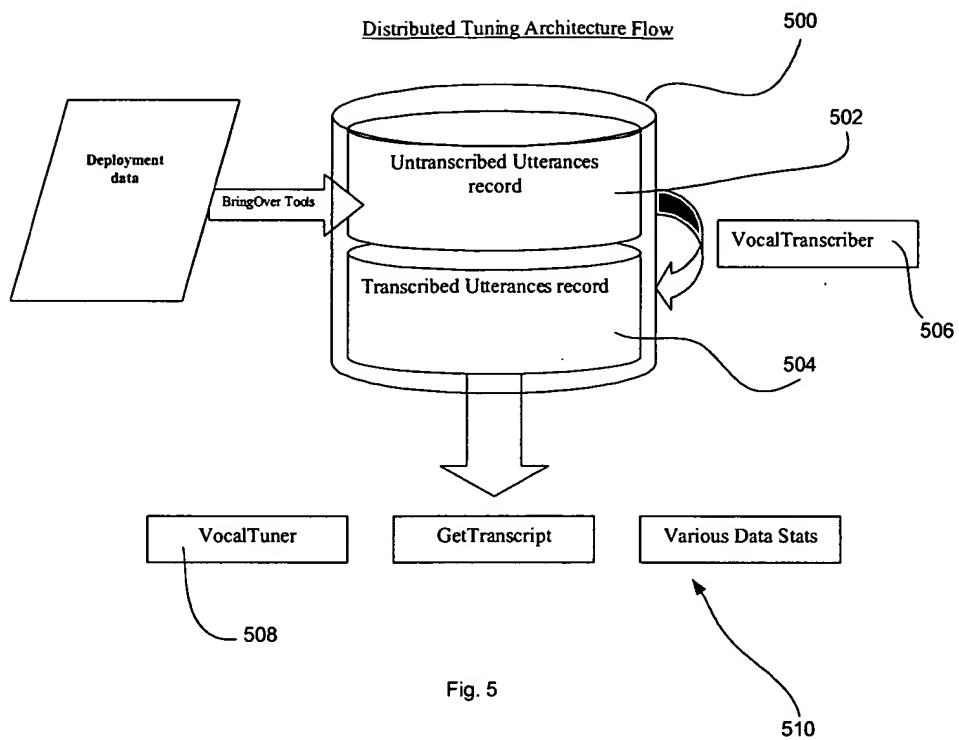 Distributed Tuning Architecture Flow
500
502
Deployment
data
Untranscribed Utterances
record
BringOver Tools
VocalTranscriber
Transcribed Utterances record
506
504
VocalTuner
GetTranscript
Various Data Stats
508
Fig. 5
510